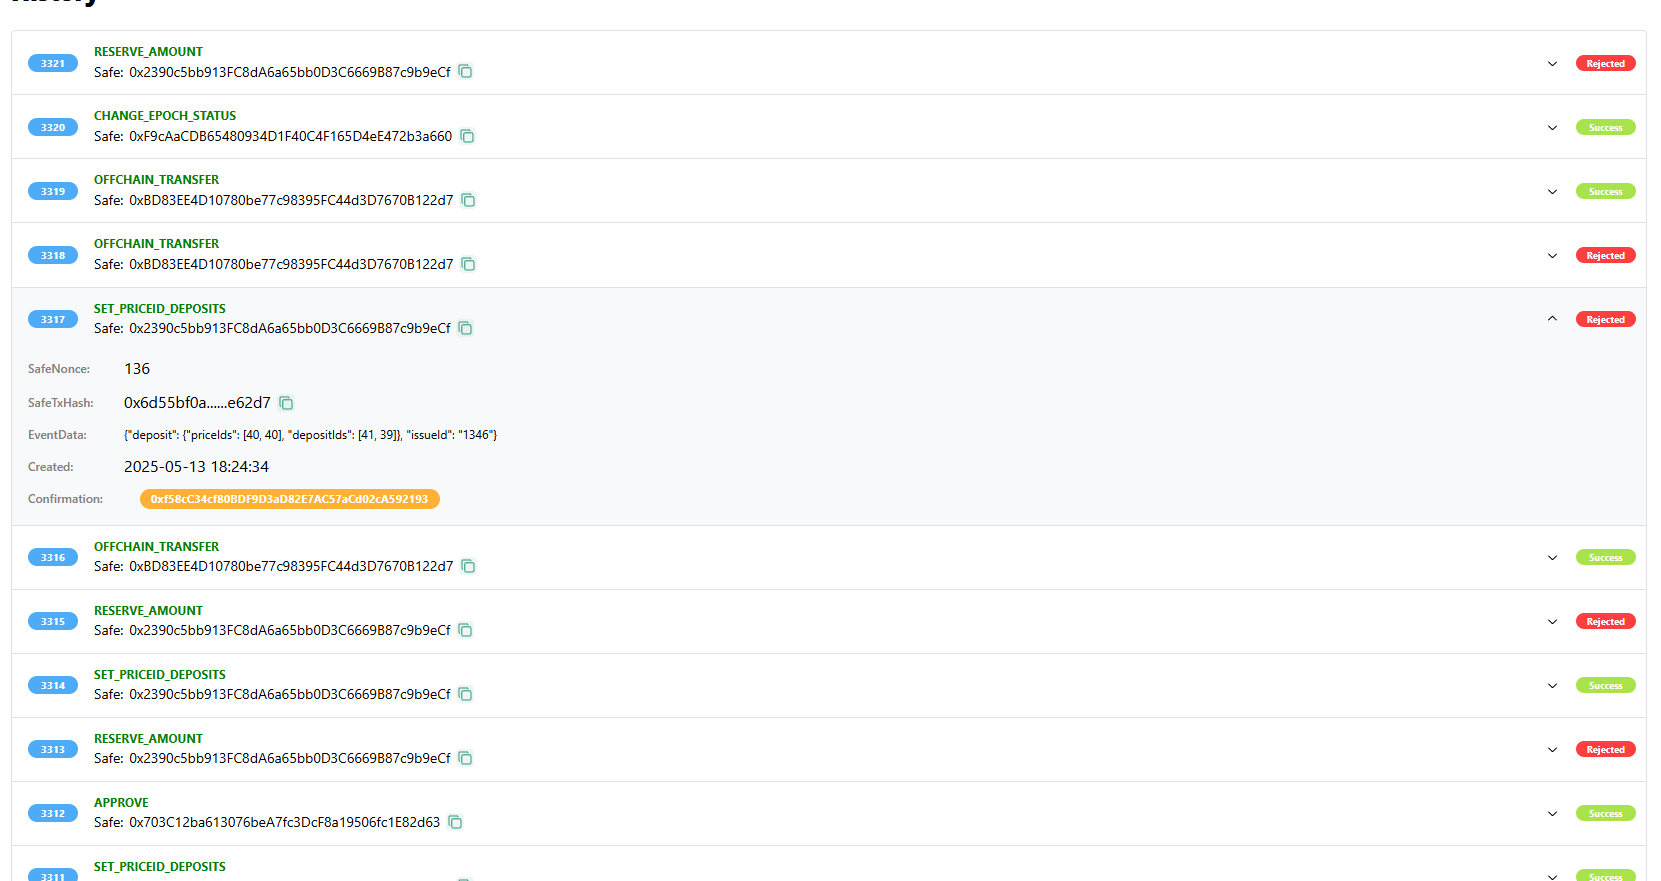 History
3321
RESERVE_AMOUNT
Safe: 0x2390c5bb913FC8dA6a65bb0D3C6669B87c9b9eCf
Rejected
3320
CHANGE_EPOCH_STATUS
Safe: 0xF9cAaCDB65480934D1F40C4F165D4eE472b3a660
Success
3319
OFFCHAIN_TRANSFER
Safe: 0xBD83EE4D10780be77c98395FC44d3D7670B122d7
Success
3318
OFFCHAIN_TRANSFER
Safe: 0xBD83EE4D10780be77c98395FC44d3D7670B122d7
Rejected
3317
SET_PRICEID_DEPOSITS
Safe: 0x2390c5bb913FC8dA6a65bb0D3C6669B87c9b9eCf
Rejected
SafeNonce: 136
SafeTxHash: 0x6d55bf0a......e62d7
EventData: {"deposit": {"priceIds": [40, 40], "depositIds": [41, 39]}, "issueId": "1346"}
Created: 2025-05-13 18:24:34
Confirmation: 0xf58cC34cf80BDF9D3aD82E7AC57aCd02cA592193
3316
OFFCHAIN_TRANSFER
Safe: 0xBD83EE4D10780be77c98395FC44d3D7670B122d7
Success
3315
RESERVE_AMOUNT
Safe: 0x2390c5bb913FC8dA6a65bb0D3C6669B87c9b9eCf
Rejected
3314
SET_PRICEID_DEPOSITS
Safe: 0x2390c5bb913FC8dA6a65bb0D3C6669B87c9b9eCf
Success
3313
RESERVE_AMOUNT
Safe: 0x2390c5bb913FC8dA6a65bb0D3C6669B87c9b9eCf
Rejected
3312
APPROVE
Safe: 0x703C12ba613076beA7fc3DcF8a19506fc1E82d63
Success
3311
SET_PRICEID_DEPOSITS
Success